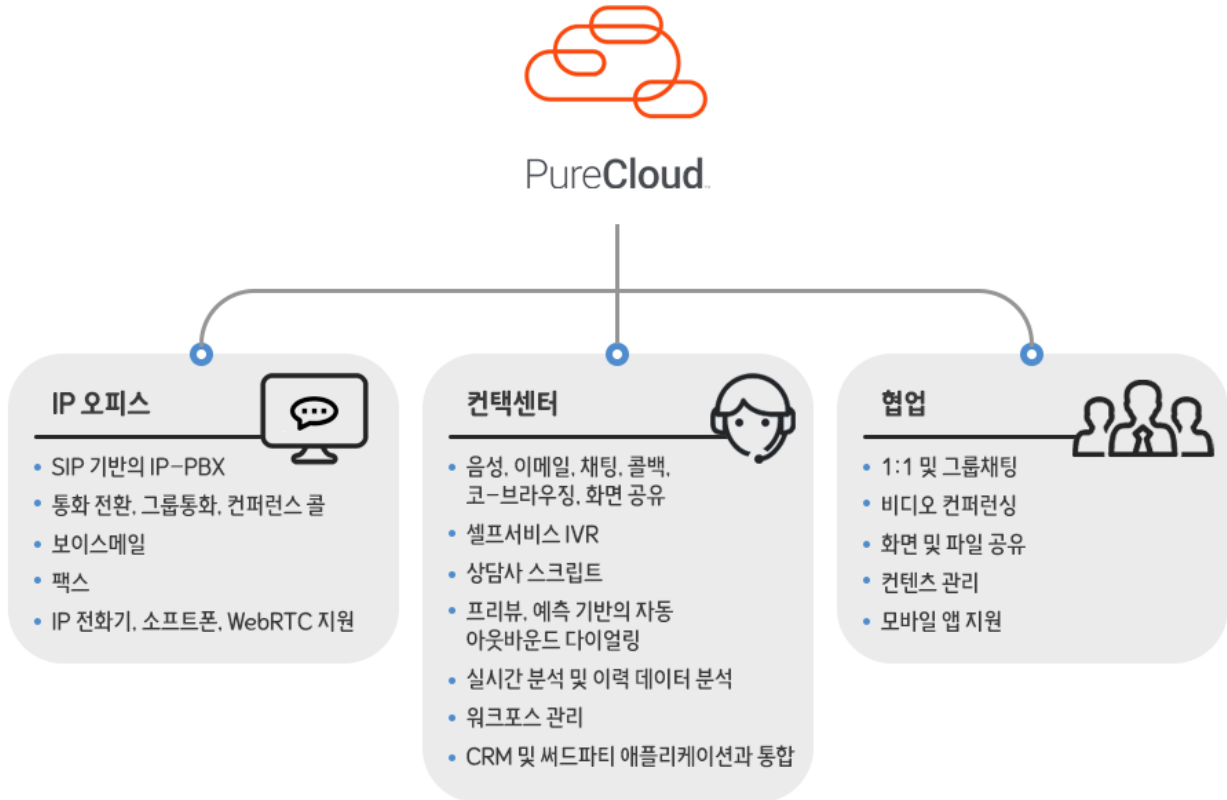 PureCloud
IP 오피스
SIP 기반의 IP-PBX
통화 전환, 그룹통화, 컨퍼런스 콜
보이스메일
팩스
IP 전화기, 소프트폰, WebRTC 지원
컨택센터
음성, 이메일, 채팅, 콜백,
코-브라우징, 화면 공유
셀프서비스 IVR
상담사 스크립트
프리뷰, 예측 기반의 자동
아웃바운드 다이얼링
실시간 분석 및 이력 데이터 분석
워크포스 관리
CRM 및 써드파티 애플리케이션과 통합
협업
1:1 및 그룹채팅
비디오 컨퍼런싱
화면 및 파일 공유
컨텐츠 관리
모바일 앱 지원